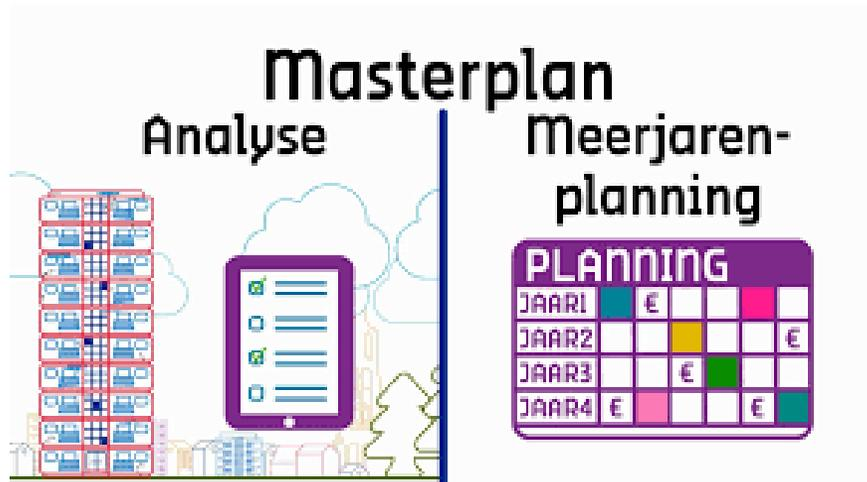 Masterplan
Analyse
Meerjaren-
planning
PLANNING
JAAR1 €
JAAR2 €
JAAR3 €
JAAR4 € €